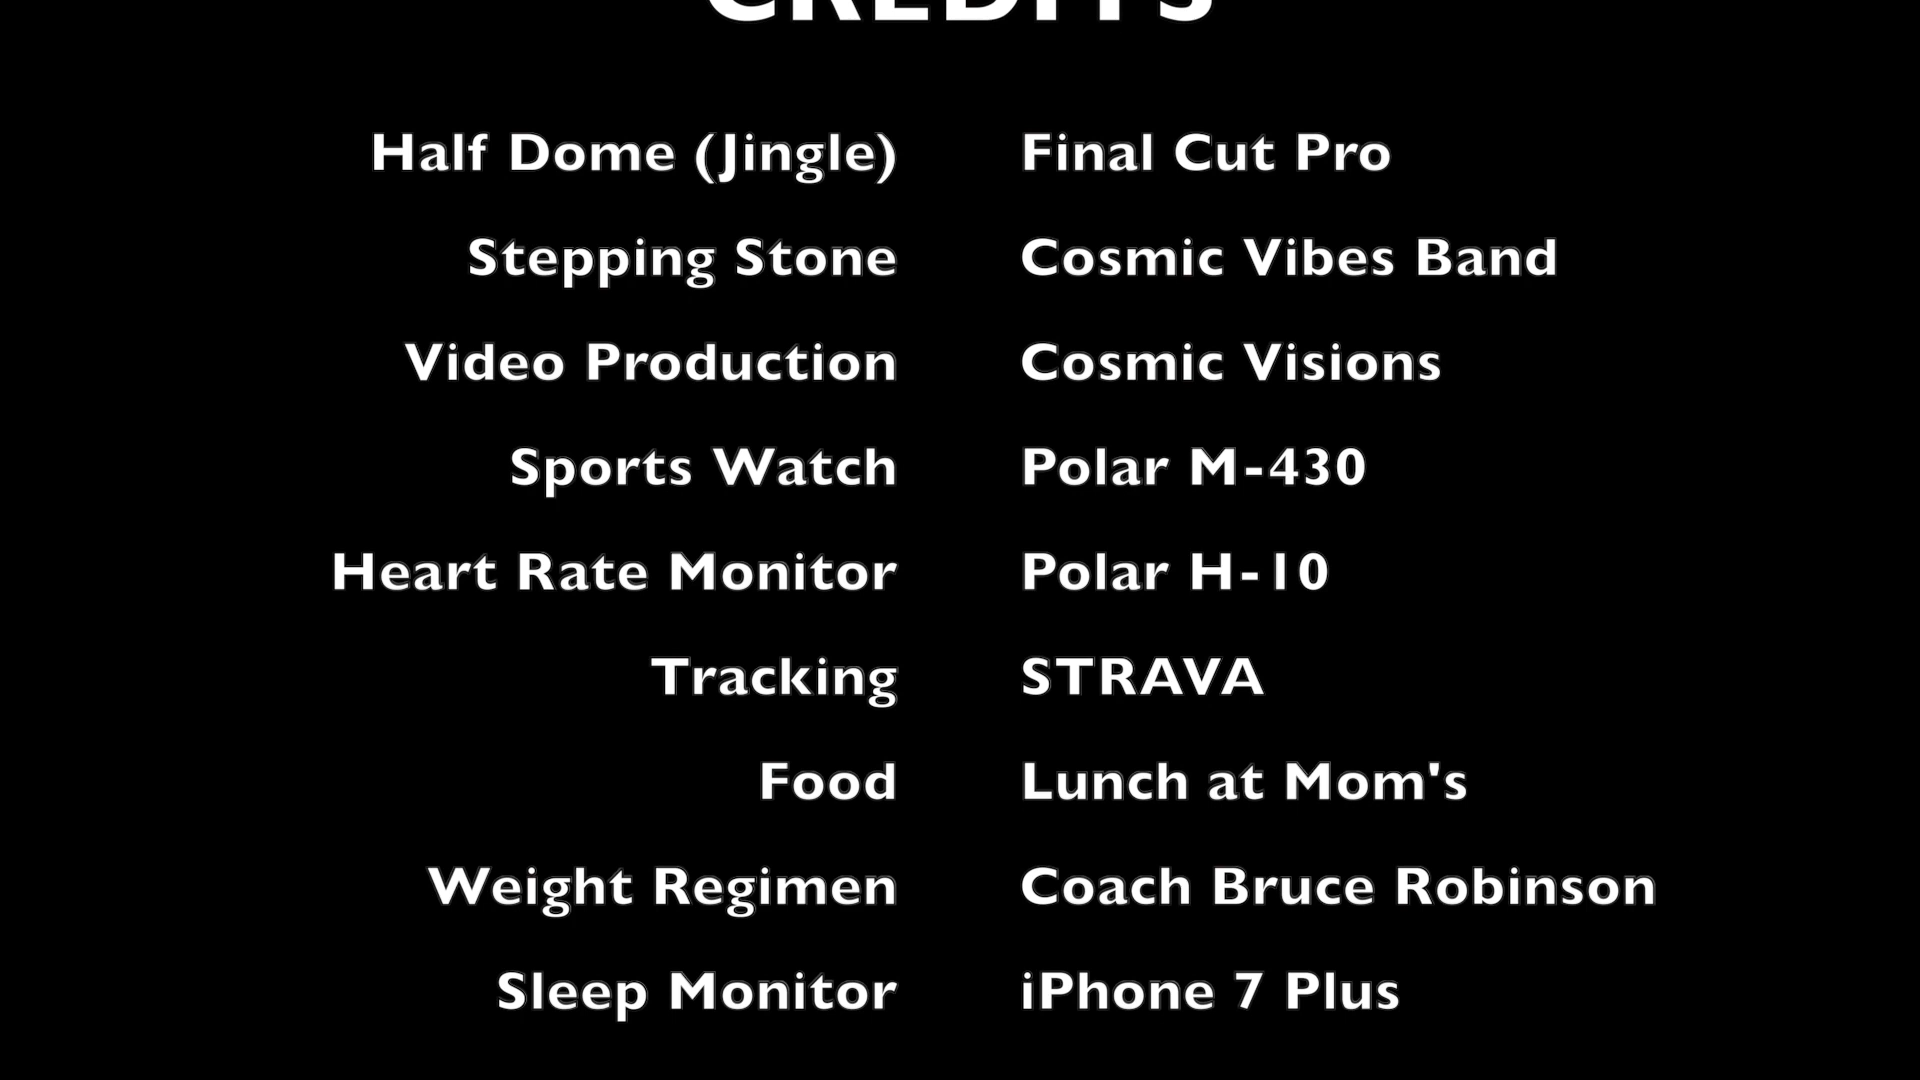 CREDITS
Half Dome (Jingle) Final Cut Pro
Stepping Stone Cosmic Vibes Band
Video Production Cosmic Visions
Sports Watch Polar M-430
Heart Rate Monitor Polar H-10
Tracking STRAVA
Food Lunch at Mom's
Weight Regimen Coach Bruce Robinson
Sleep Monitor iPhone 7 Plus